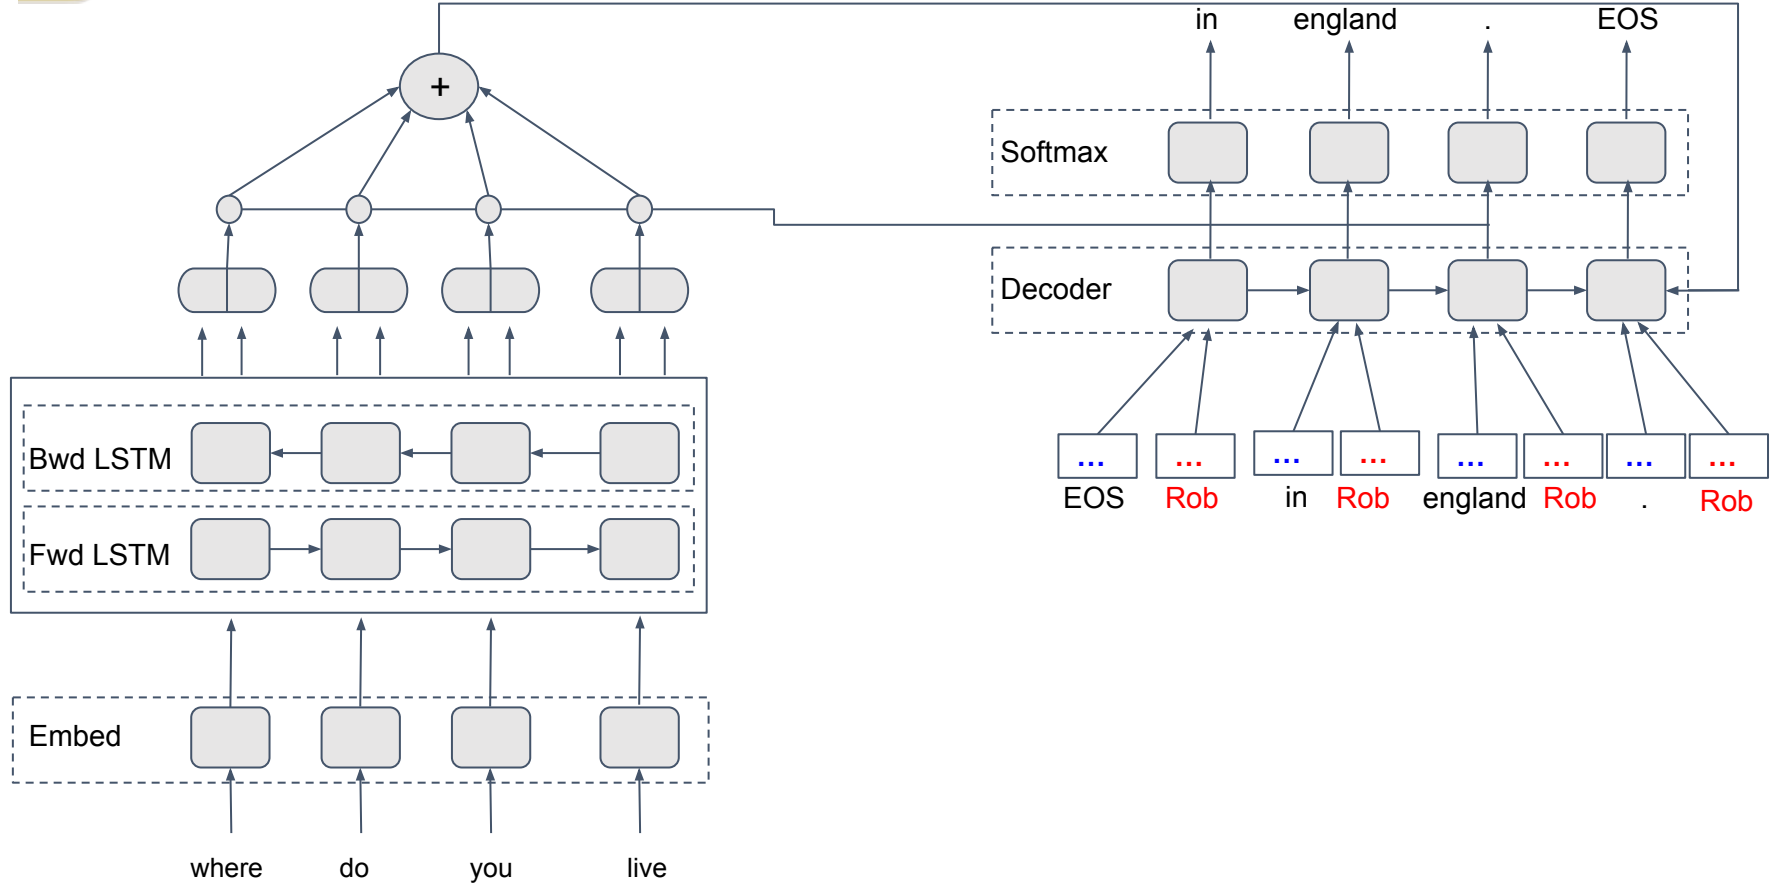 in england . EOS
+
Softmax
Decoder
... ... ... ... ... ... ... ...
EOS Rob in Rob england Rob . Rob
Bwd LSTM
Fwd LSTM
Embed
where do you live